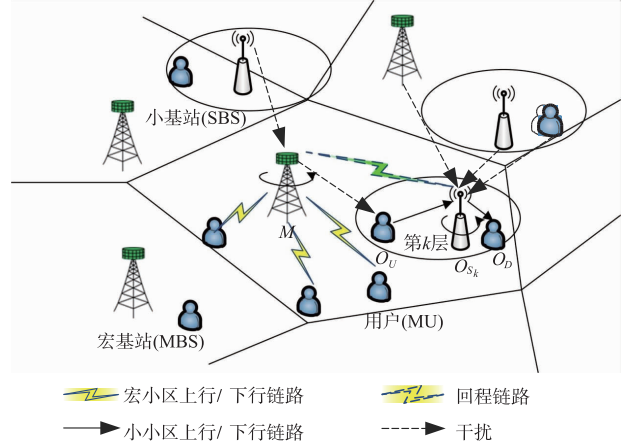 小基站(SBS)
M
第k层
O_U
O_{S_k}
O_D
宏基站(MBS)
用户(MU)
宏小区上行/ 下行链路
回程链路
小小区上行/ 下行链路
干扰